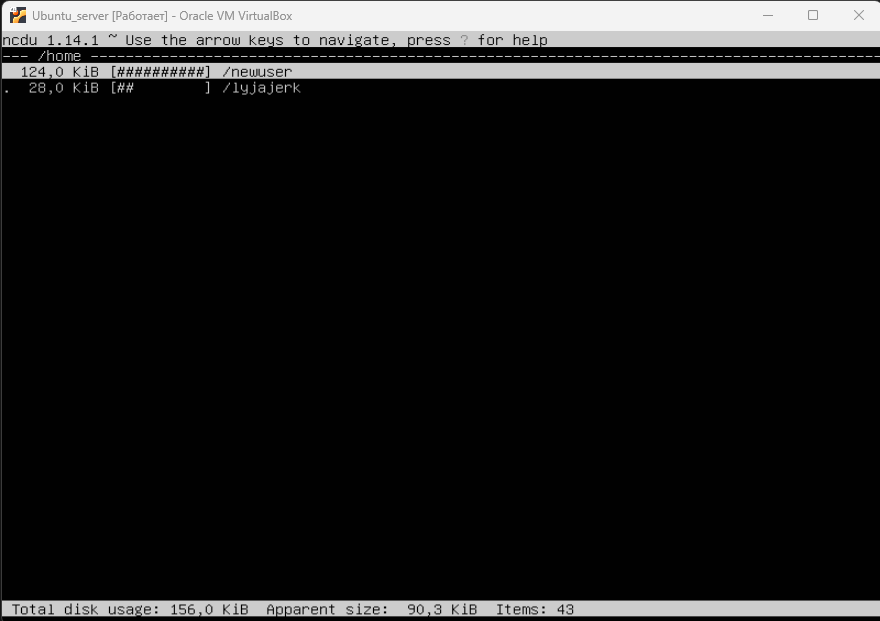 Ubuntu_server [Работает] - Oracle VM VirtualBox
ncdu 1.14.1 ~ Use the arrow keys to navigate, press ? for help
--- /home ----------------------------------------------------------------------------------------
  124,0 KiB [##########] /newuser
.  28,0 KiB [##        ] /lyjajerk
Total disk usage: 156,0 KiB  Apparent size:  90,3 KiB  Items: 43